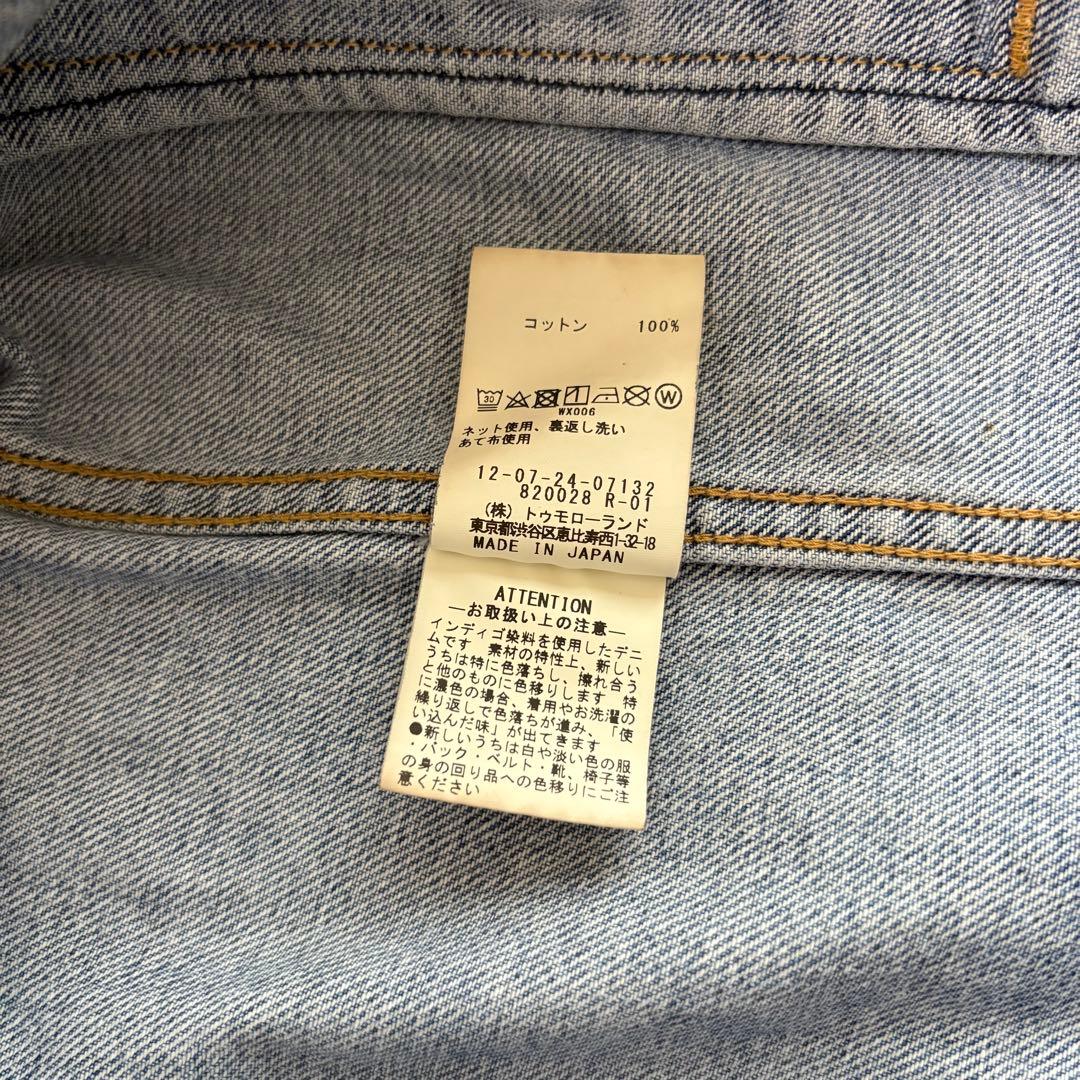 コットン 100%
30 W
WX006
ネット使用、裏返し洗い
あて布使用
12-07-24-07132
820028 R-01
(株) トゥモローランド
東京都渋谷区恵比寿西1-32-18
MADE IN JAPAN
ATTENTION
―お取扱い上の注意―
インディゴ染料を使用したデニ
ムです 素材の特性上、新しい
うちは特に色落ちし、擦れ合う
と他のものに色移りします 特
に濃色の場合、着用やお洗濯の
繰り返しで色落ちが進み、「使
い込んだ味」が出てきます
●新しいうちは白や淡い色の服
・バック・ベルト・靴、椅子等
の身の回り品への色移りにご注
意ください